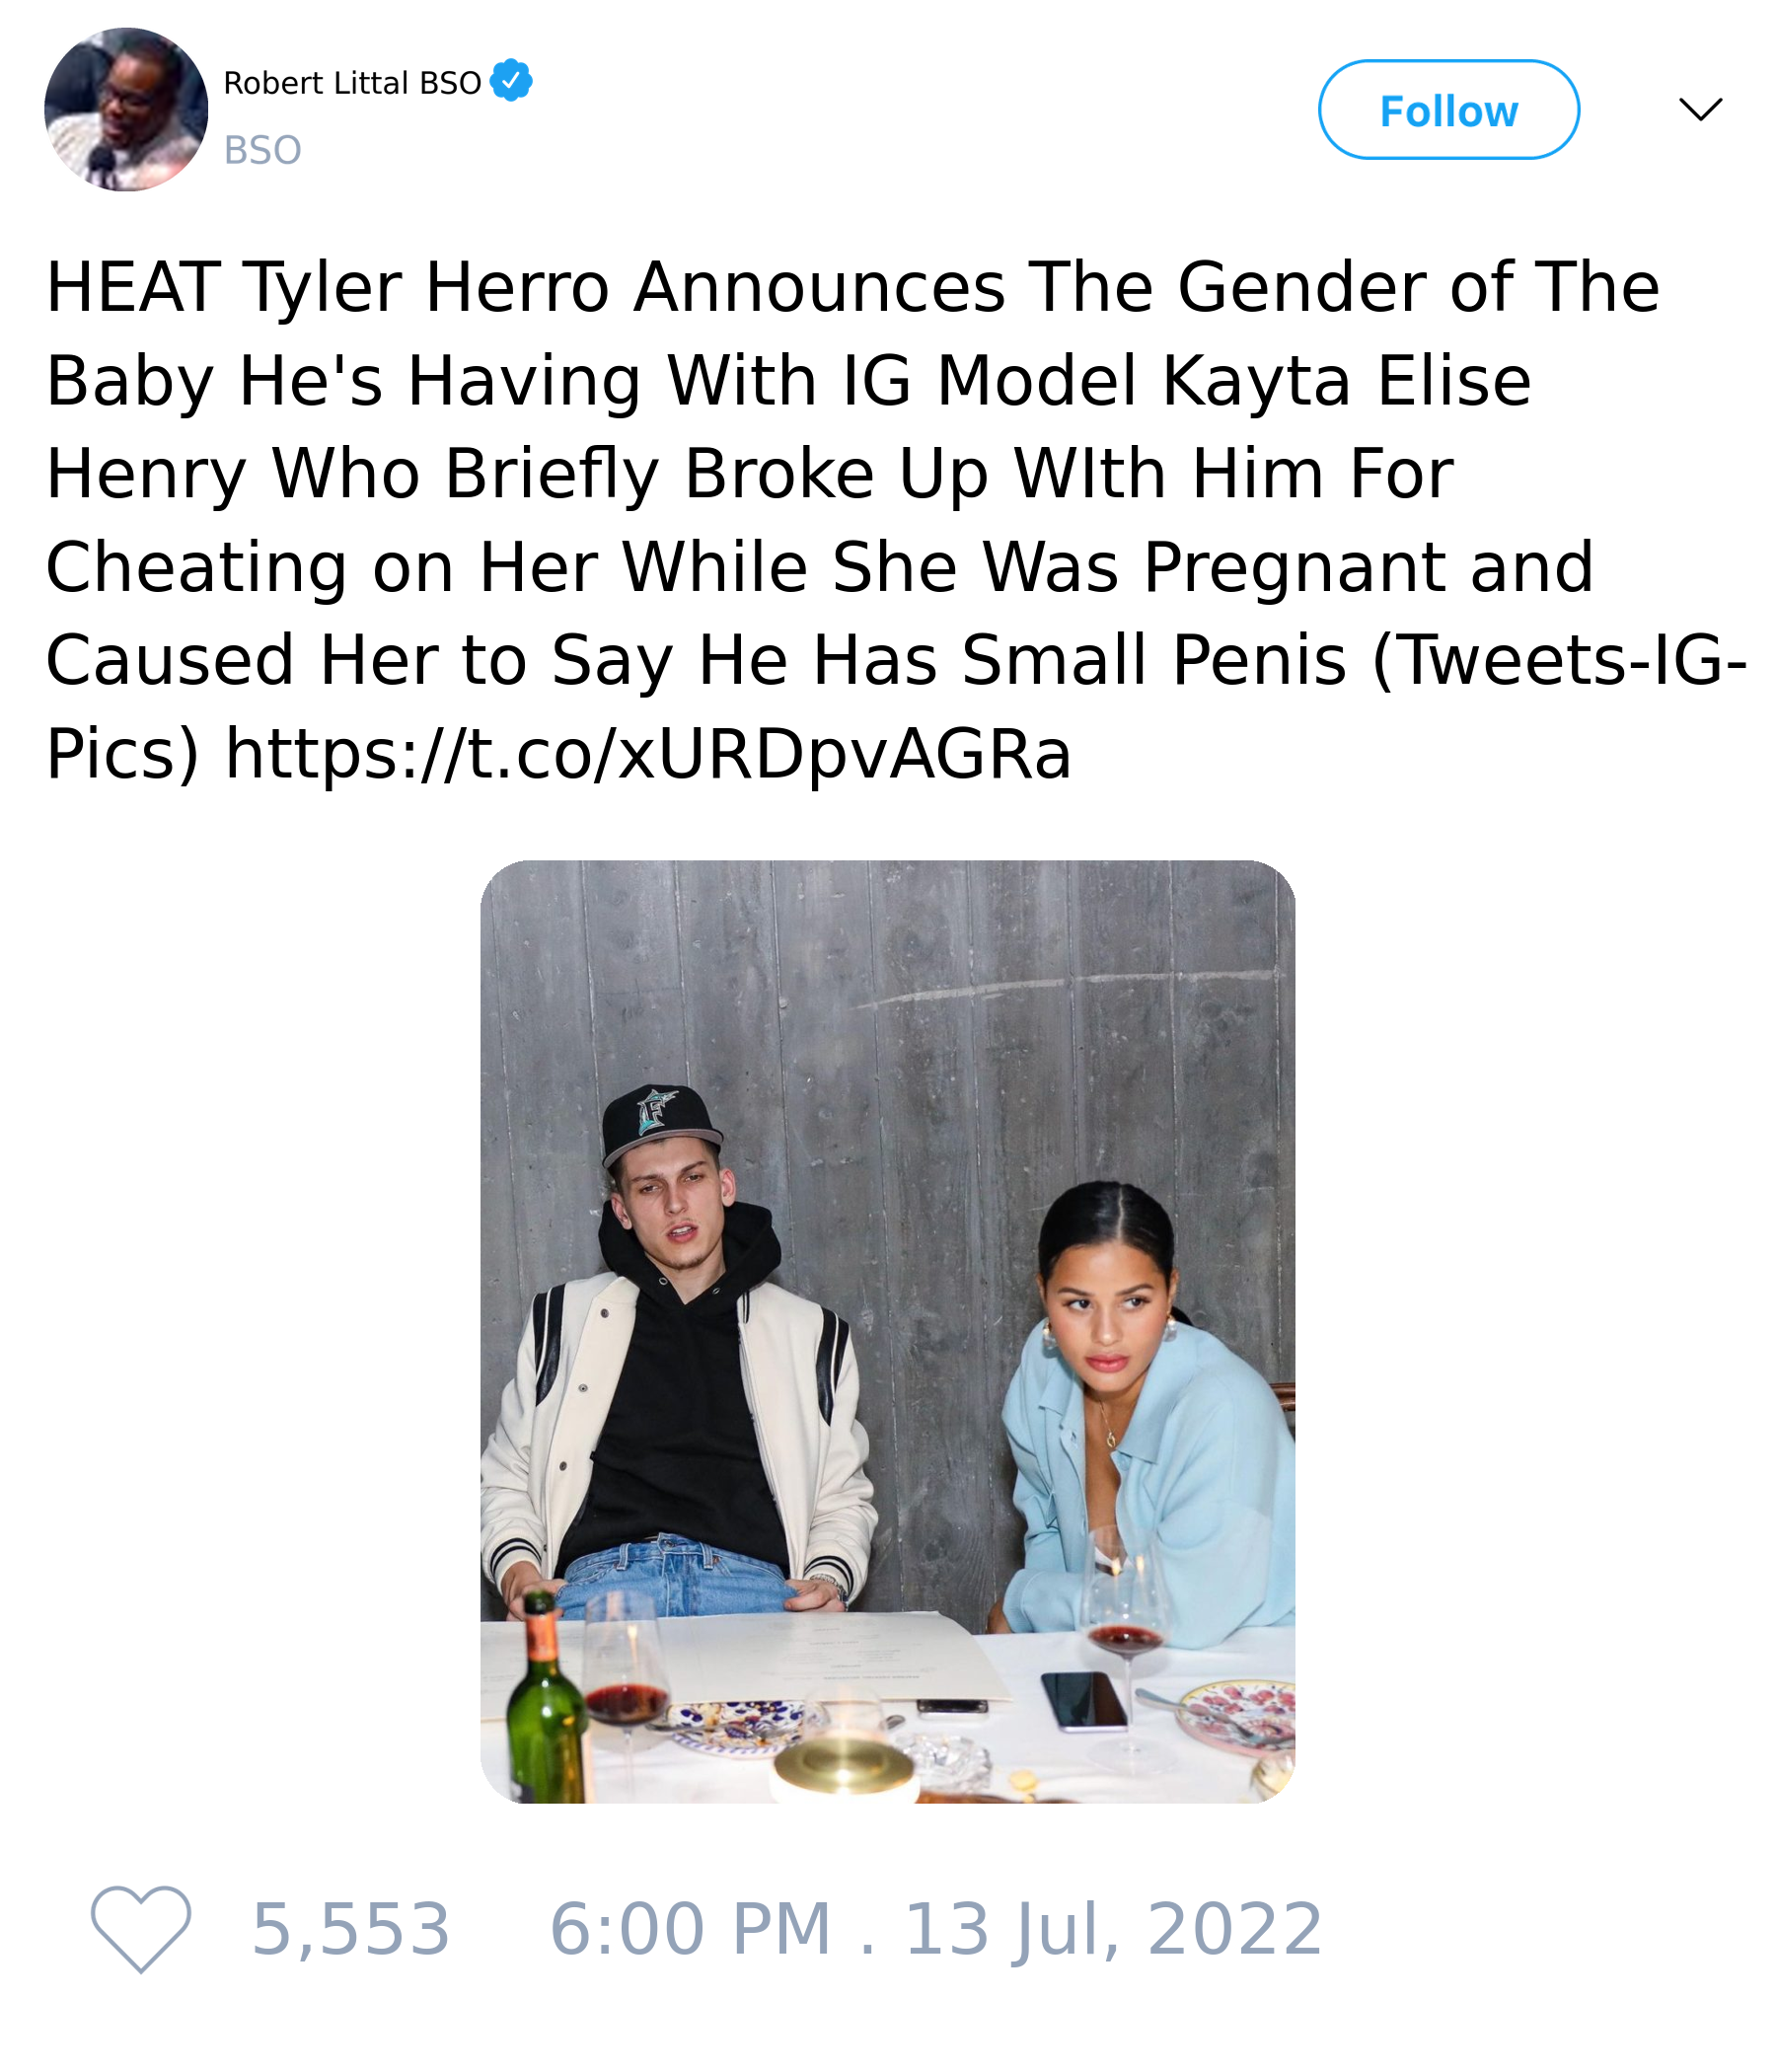 Robert Littal BSO
BSO
Follow
HEAT Tyler Herro Announces The Gender of The
Baby He's Having With IG Model Kayta Elise
Henry Who Briefly Broke Up WIth Him For
Cheating on Her While She Was Pregnant and
Caused Her to Say He Has Small Penis (Tweets-IG-
Pics) https://t.co/xURDpvAGRa
F
5,553 6:00 PM . 13 Jul, 2022